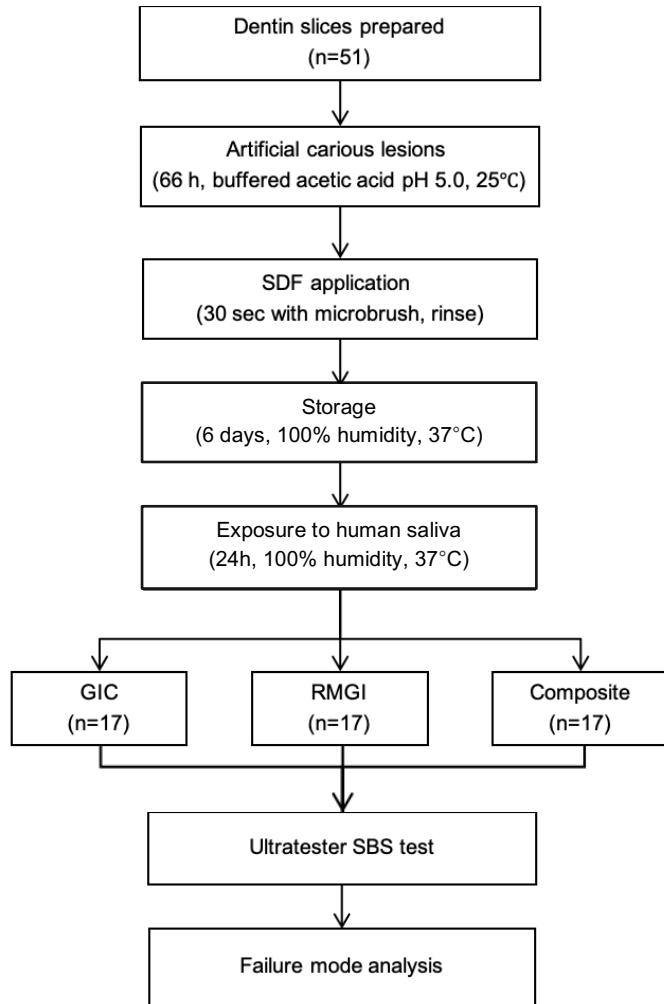 Dentin slices prepared
(n=51)
Artificial carious lesions
(66 h, buffered acetic acid pH 5.0, 25℃)
SDF application
(30 sec with microbrush, rinse)
Storage
(6 days, 100% humidity, 37°C)
Exposure to human saliva
(24h, 100% humidity, 37°C)
GIC
(n=17)
RMGI
(n=17)
Composite
(n=17)
Ultratester SBS test
Failure mode analysis